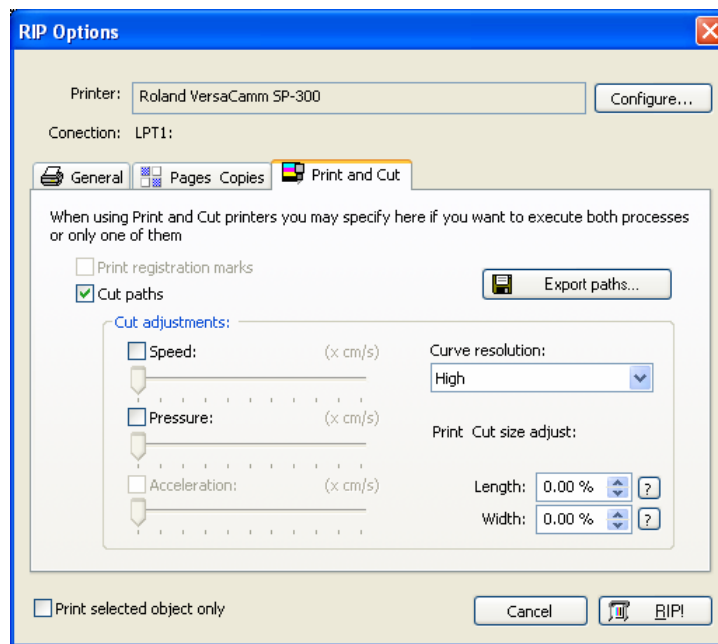 RIP Options
Printer: Roland VersaCamm SP-300 Configure...
Conection: LPT1:
General Pages Copies Print and Cut
When using Print and Cut printers you may specify here if you want to execute both processes
or only one of them
Print registration marks
Cut paths Export paths...
Cut adjustments:
Speed: (x cm/s) Curve resolution:
High
Pressure: (x cm/s) Print Cut size adjust:
Acceleration: (x cm/s) Length: 0.00 % ?
Width: 0.00 % ?
Print selected object only Cancel RIP!